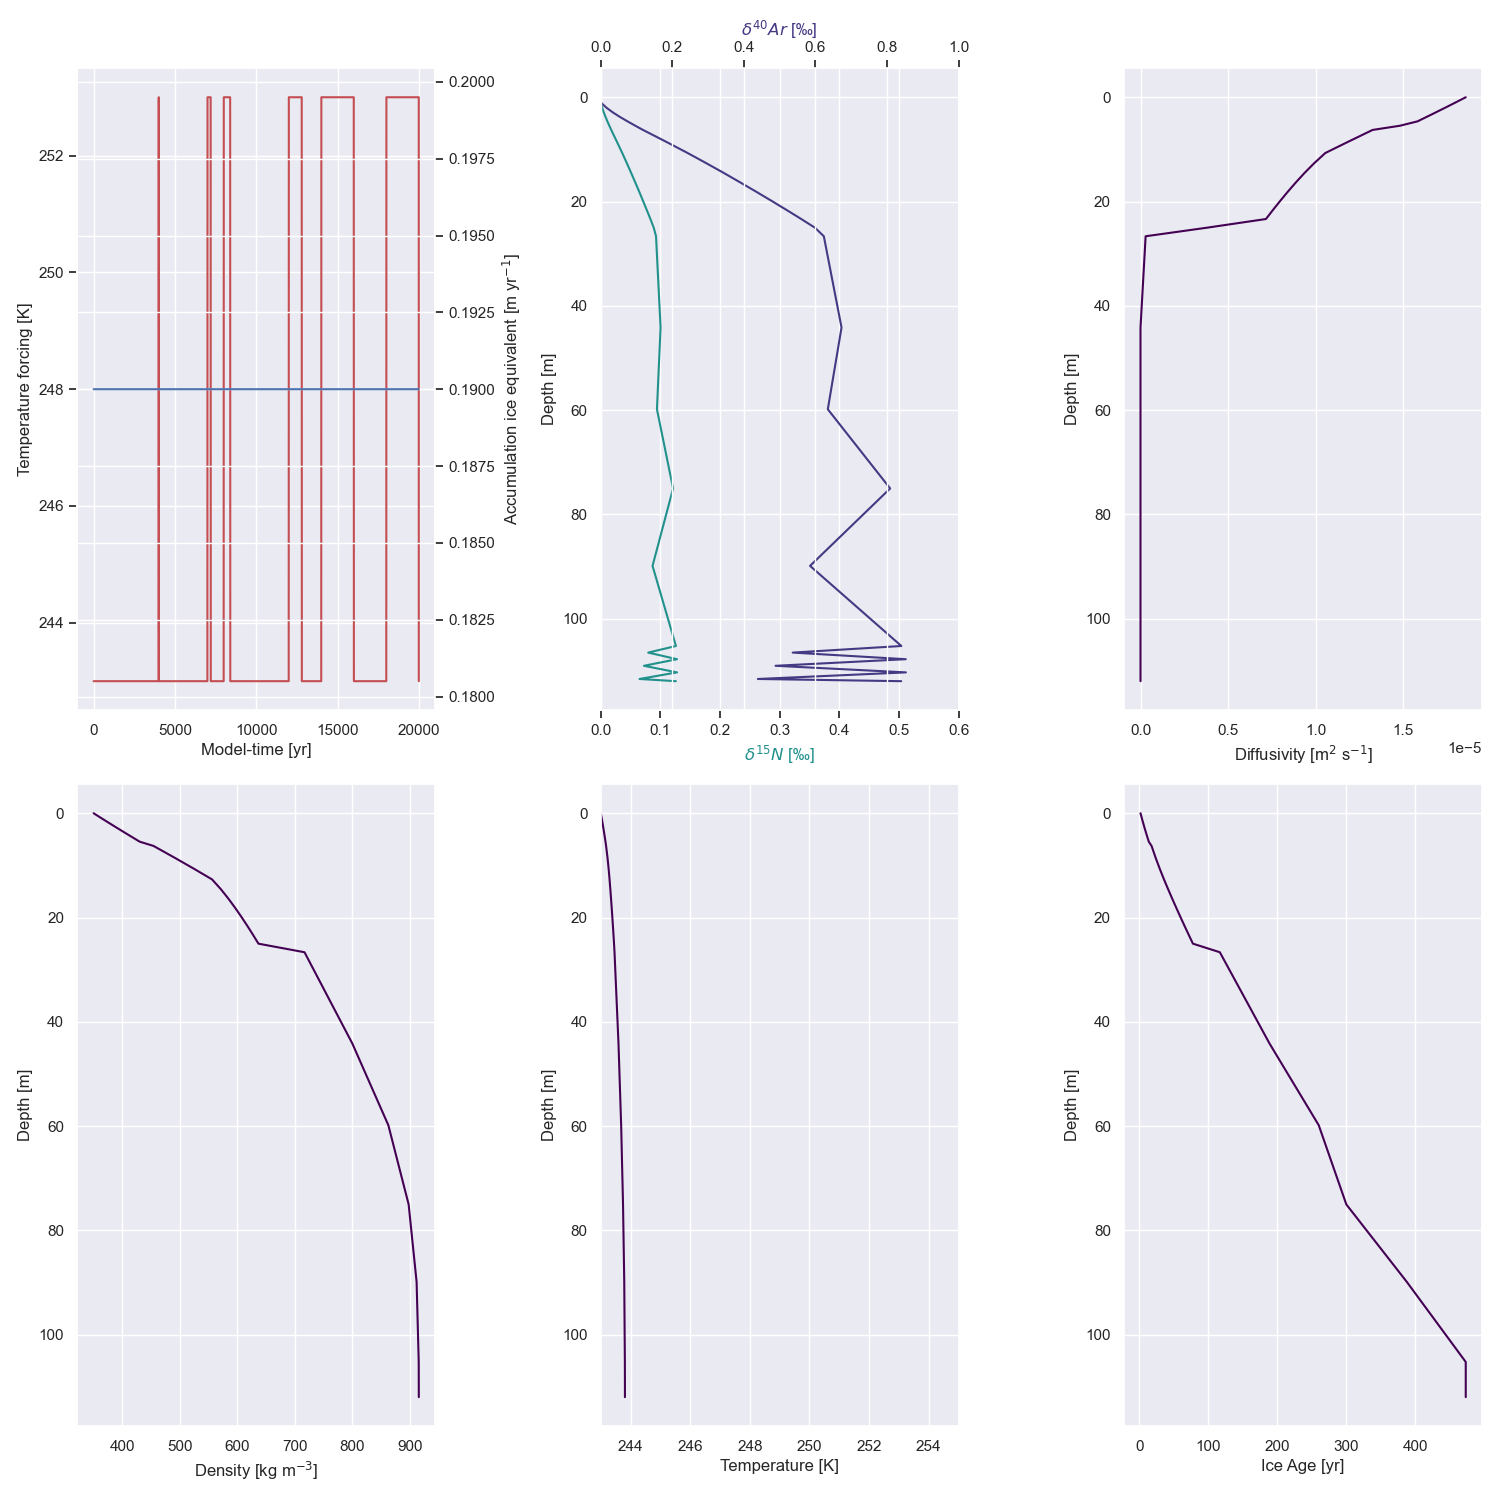 δ⁴⁰Ar [‰]
0.0 0.2 0.4 0.6 0.8 1.0
252
250
248
246
244
Temperature forcing [K]
0 5000 10000 15000 20000
Model-time [yr]
0.2000
0.1975
0.1950
0.1925
0.1900
0.1875
0.1850
0.1825
0.1800
Accumulation ice equivalent [m yr⁻¹]
0
20
40
60
80
100
Depth [m]
0.0 0.1 0.2 0.3 0.4 0.5 0.6
δ¹⁵N [‰]
0
20
40
60
80
100
Depth [m]
0.0 0.5 1.0 1.5
1e−5
Diffusivity [m² s⁻¹]
0
20
40
60
80
100
Depth [m]
400 500 600 700 800 900
Density [kg m⁻³]
0
20
40
60
80
100
Depth [m]
244 246 248 250 252 254
Temperature [K]
0
20
40
60
80
100
Depth [m]
0 100 200 300 400
Ice Age [yr]